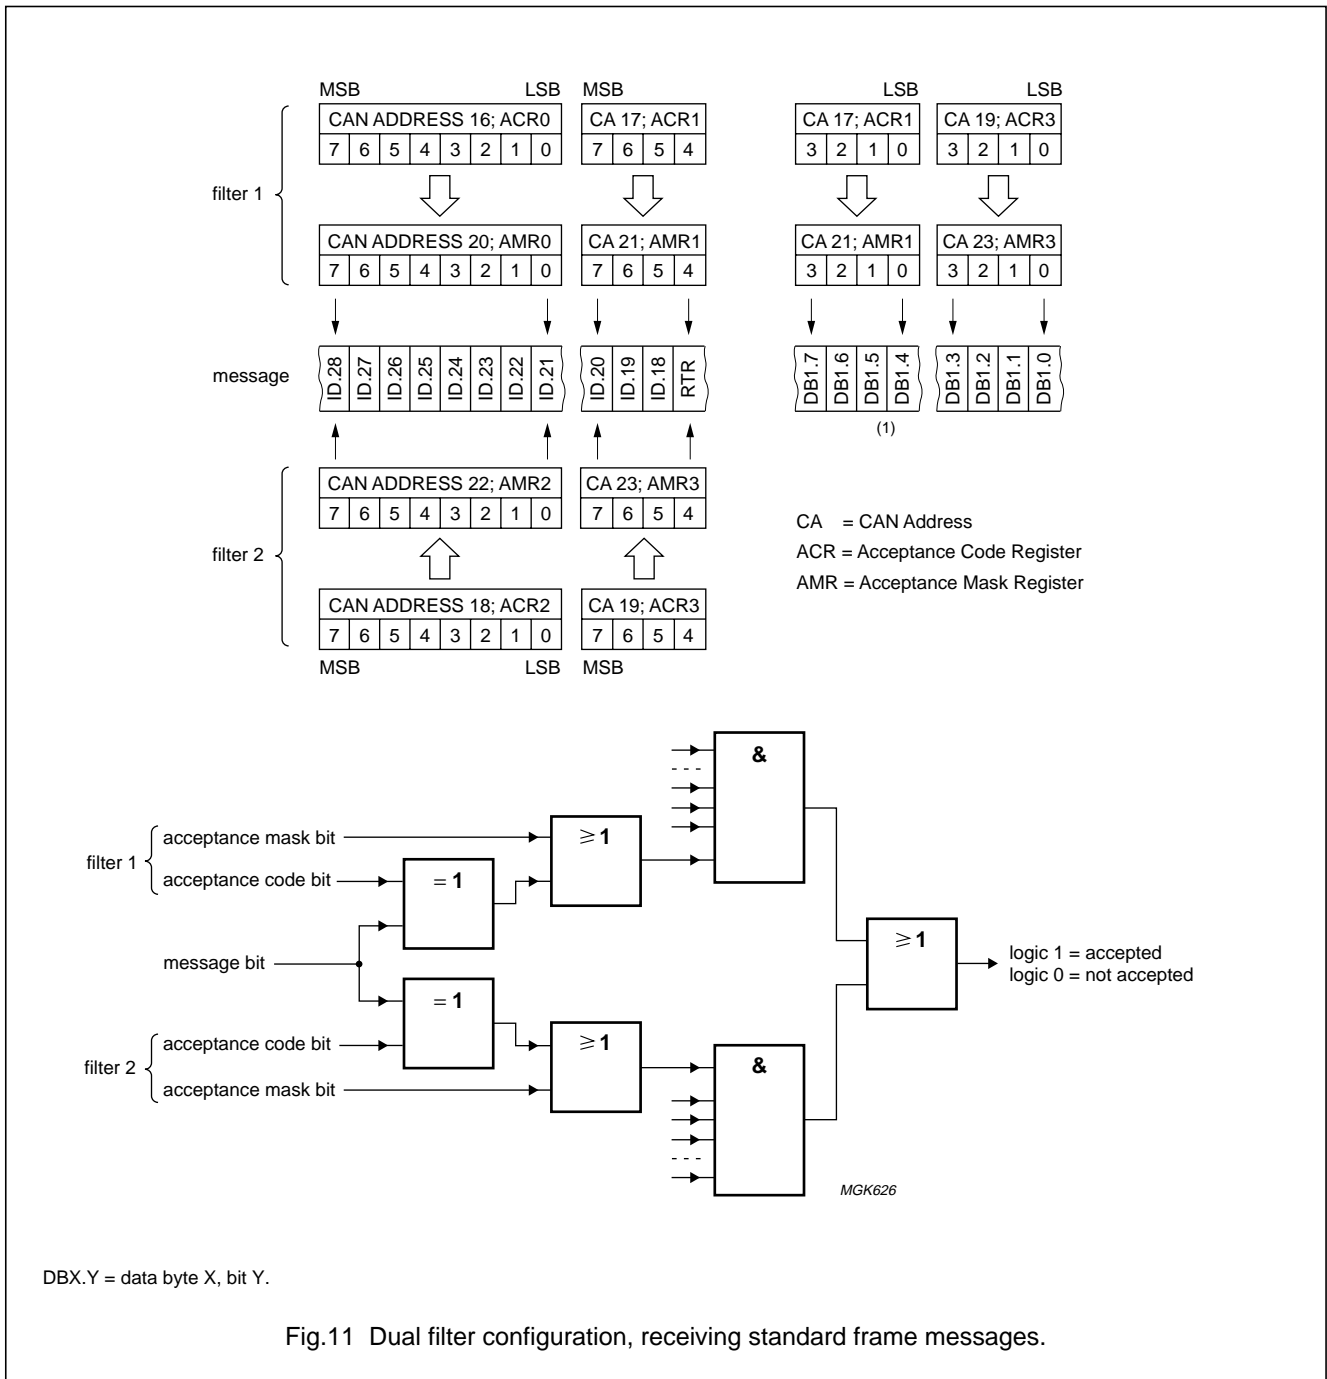 MSB LSB MSB LSB LSB
CAN ADDRESS 16; ACR0 CA 17; ACR1 CA 17; ACR1 CA 19; ACR3
7 6 5 4 3 2 1 0 7 6 5 4 3 2 1 0 3 2 1 0
filter 1
CAN ADDRESS 20; AMR0 CA 21; AMR1 CA 21; AMR1 CA 23; AMR3
7 6 5 4 3 2 1 0 7 6 5 4 3 2 1 0 3 2 1 0
message ID.28 ID.27 ID.26 ID.25 ID.24 ID.23 ID.22 ID.21 ID.20 ID.19 ID.18 RTR DB1.7 DB1.6 DB1.5 DB1.4 DB1.3 DB1.2 DB1.1 DB1.0
(1)
CAN ADDRESS 22; AMR2 CA 23; AMR3
7 6 5 4 3 2 1 0 7 6 5 4
filter 2
CAN ADDRESS 18; ACR2 CA 19; ACR3
7 6 5 4 3 2 1 0 7 6 5 4
MSB LSB MSB
CA = CAN Address
ACR = Acceptance Code Register
AMR = Acceptance Mask Register
&
filter 1
acceptance mask bit
≥ 1
acceptance code bit
= 1
message bit
≥ 1
logic 1 = accepted
logic 0 = not accepted
= 1
filter 2
acceptance code bit
≥ 1
acceptance mask bit
&
MGK626
DBX.Y = data byte X, bit Y.
Fig.11 Dual filter configuration, receiving standard frame messages.